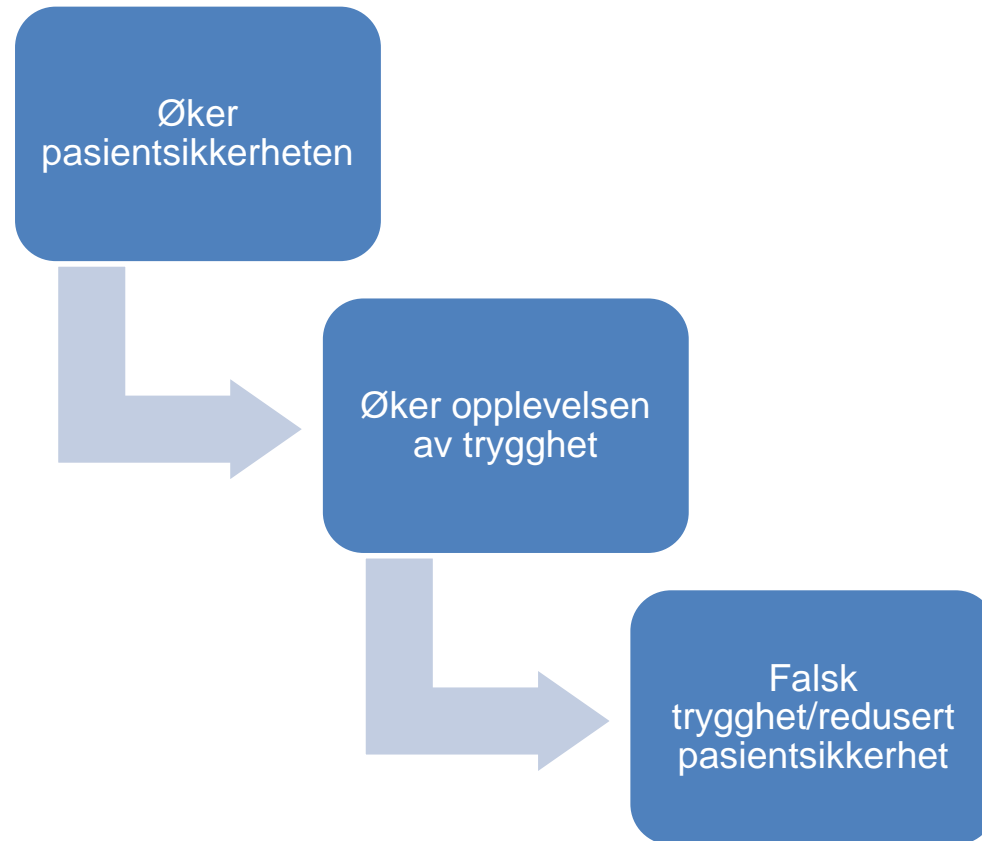 Øker
pasientsikkerheten
Øker opplevelsen
av trygghet
Falsk
trygghet/redusert
pasientsikkerhet